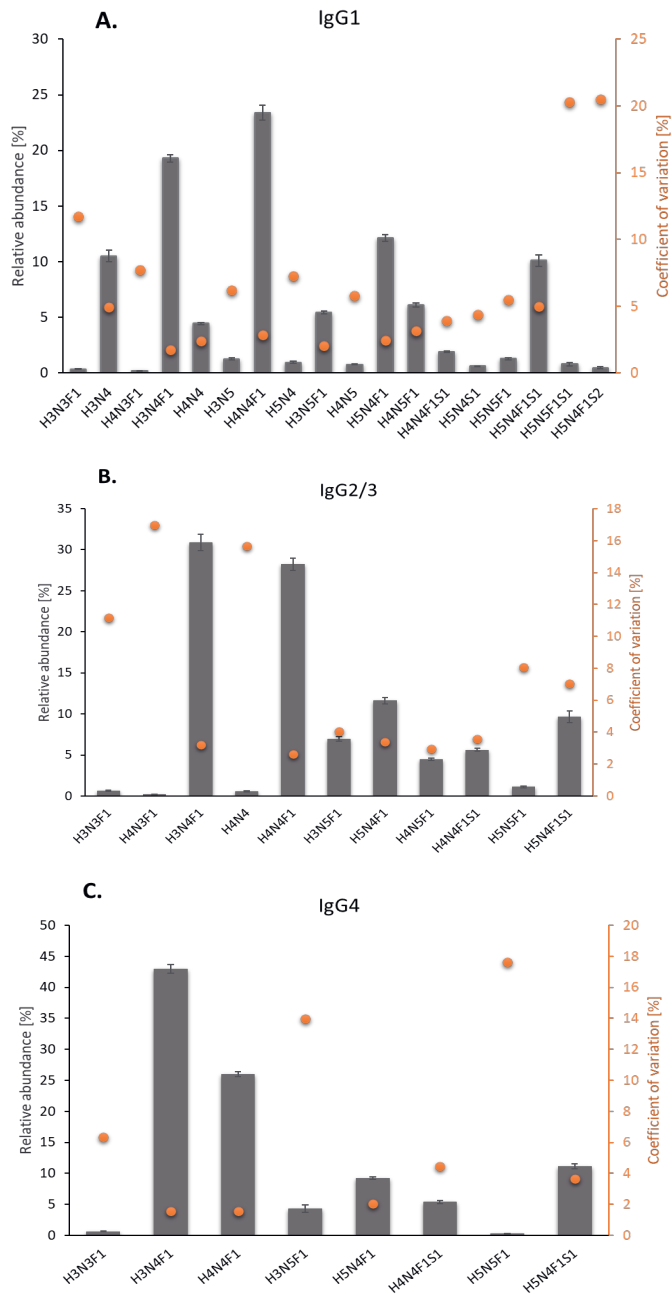 A.
IgG1
30
25
20
15
10
5
0
Relative abundance [%]
25
20
15
10
5
0
Coefficient of variation [%]
H3N3F1
H3N4
H4N3F1
H3N4F1
H4N4
H3N5
H4N4F1
H5N4
H3N5F1
H4N5
H5N4F1
H4N5F1
H4N4F1S1
H5N4S1
H5N5F1
H5N4F1S1
H5N5F1S1
H5N4F1S2
B.
IgG2/3
35
30
25
20
15
10
5
0
Relative abundance [%]
18
16
14
12
10
8
6
4
2
0
Coefficient of variation [%]
H3N3F1
H4N3F1
H3N4F1
H4N4
H4N4F1
H3N5F1
H5N4F1
H4N5F1
H4N4F1S1
H5N5F1
H5N4F1S1
C.
IgG4
50
45
40
35
30
25
20
15
10
5
0
Relative abundance [%]
20
18
16
14
12
10
8
6
4
2
0
Coefficient of variation [%]
H3N3F1
H3N4F1
H4N4F1
H3N5F1
H5N4F1
H4N4F1S1
H5N5F1
H5N4F1S1